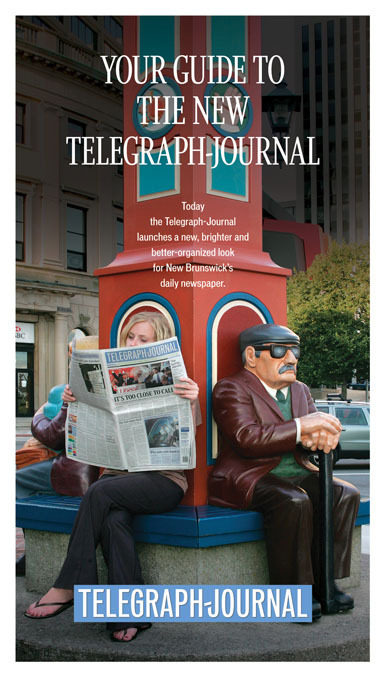 YOUR GUIDE TO
THE NEW
TELEGRAPH-JOURNAL
Today
the Telegraph-Journal
launches a new, brighter and
better-organized look
for New Brunswick's
daily newspaper.
TELEGRAPH-JOURNAL
IT'S TOO CLOSE TO CALL
TELEGRAPH-JOURNAL